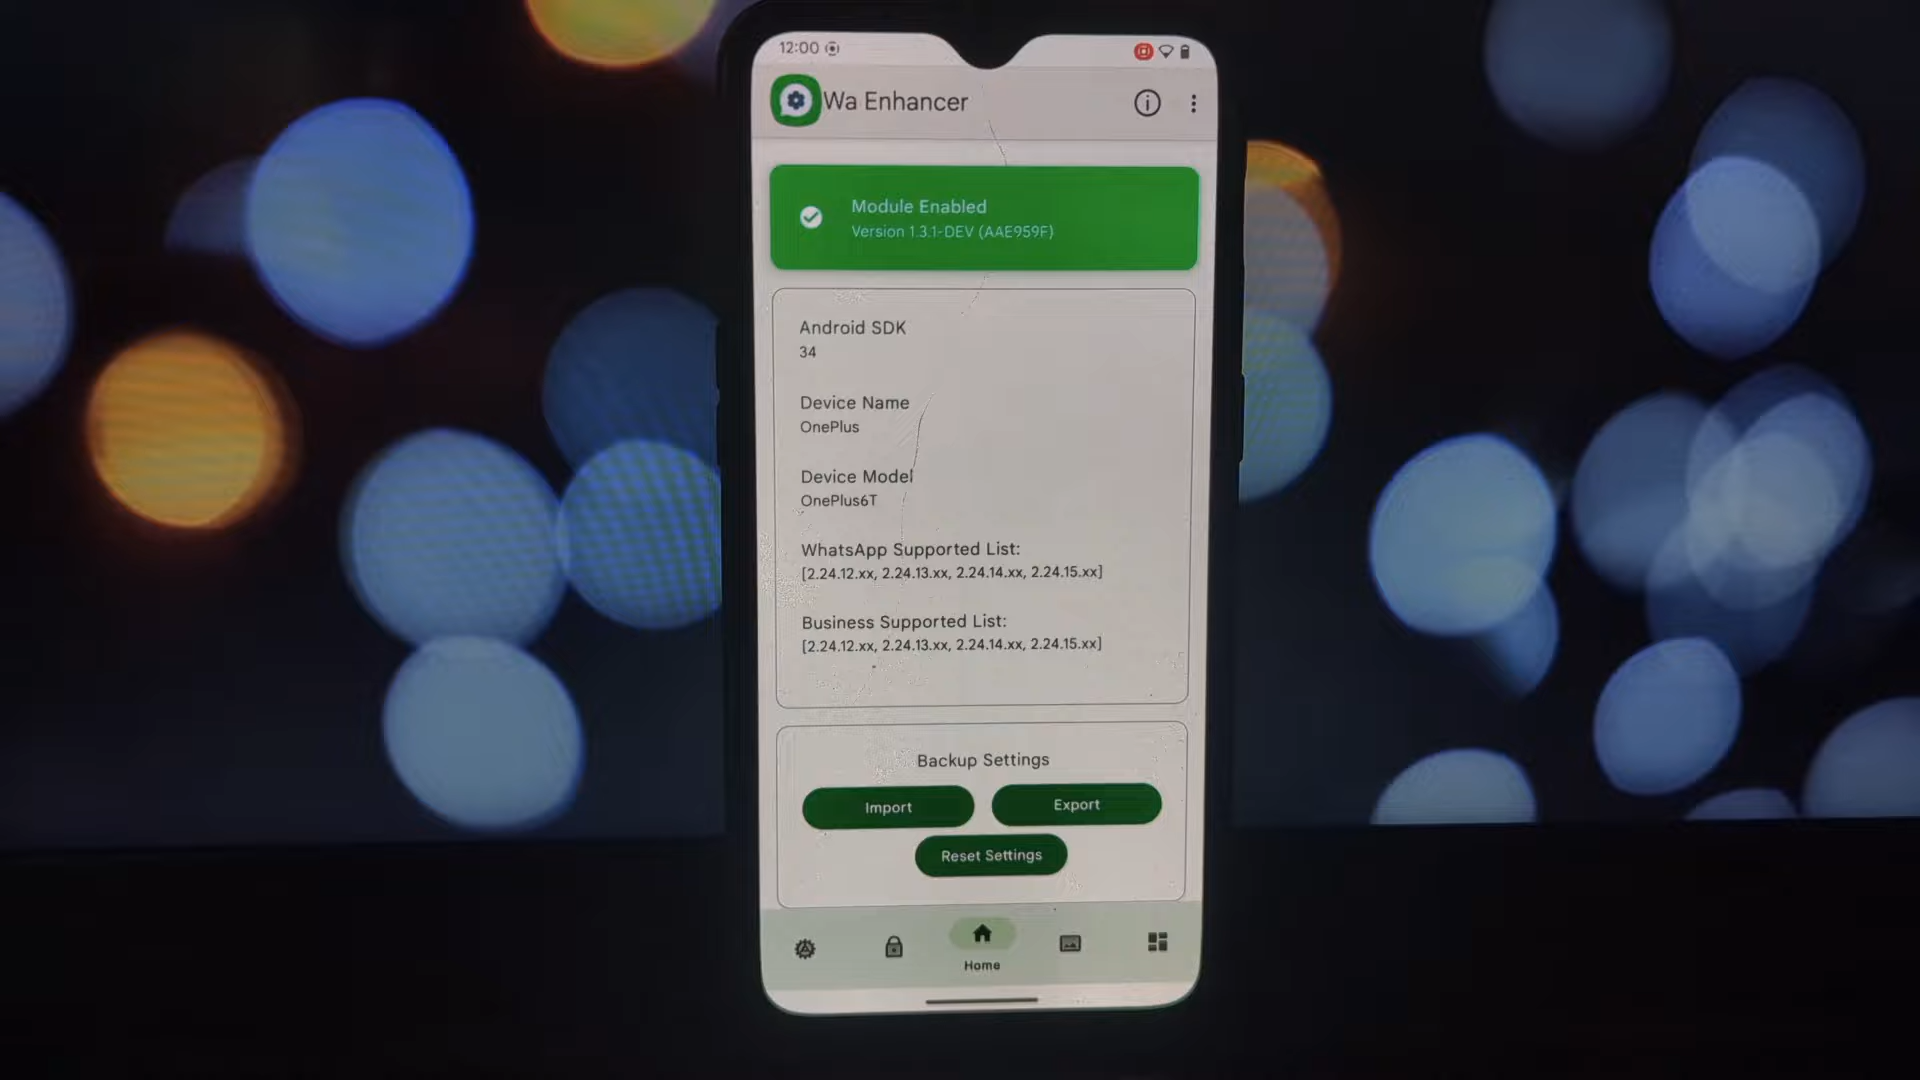 12:00
Wa Enhancer
Module Enabled
Version 1.3.1-DEV (AAE959F)
Android SDK
34
Device Name
OnePlus
Device Model
OnePlus6T
WhatsApp Supported List:
[2.24.12.xx, 2.24.13.xx, 2.24.14.xx, 2.24.15.xx]
Business Supported List:
[2.24.12.xx, 2.24.13.xx, 2.24.14.xx, 2.24.15.xx]
Backup Settings
Import
Export
Reset Settings
Home